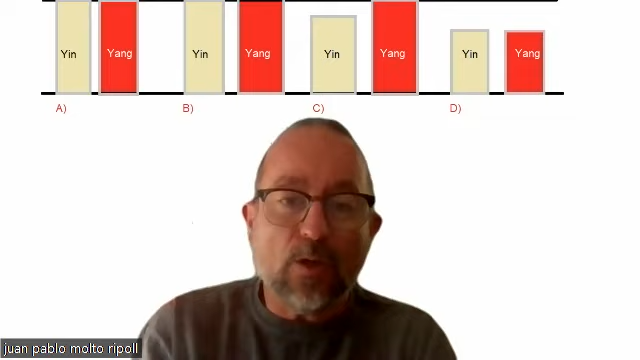 Yin Yang Yin Yang Yin Yang Yin Yang
A) B) C) D)
juan pablo molto ripoll